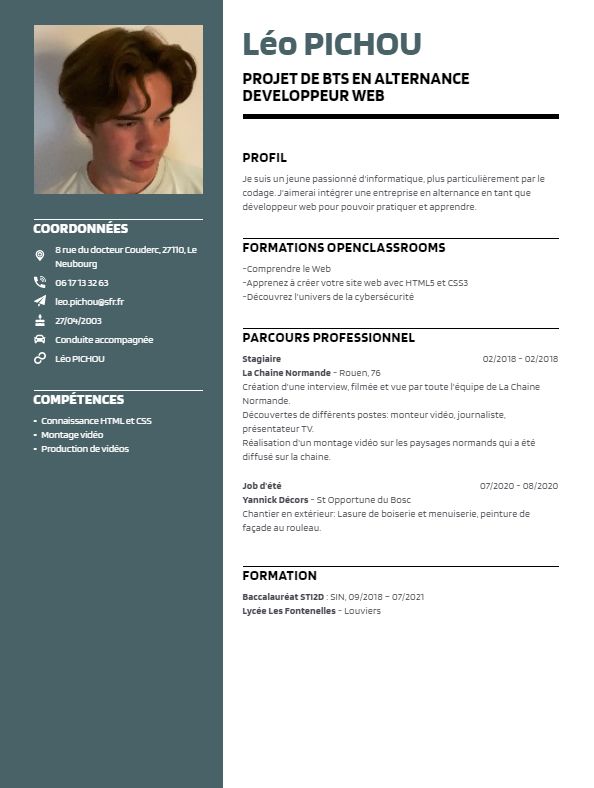 Léo PICHOU
PROJET DE BTS EN ALTERNANCE
DEVELOPPEUR WEB
COORDONNÉES
8 rue du docteur Couderc, 27110, Le
Neubourg
06 17 13 32 63
leo.pichou@sfr.fr
27/04/2003
Conduite accompagnée
Léo PICHOU
COMPÉTENCES
• Connaissance HTML et CSS
• Montage vidéo
• Production de vidéos
PROFIL
Je suis un jeune passionné d'informatique, plus particulièrement par le
codage. J'aimerai intégrer une entreprise en alternance en tant que
développeur web pour pouvoir pratiquer et apprendre.
FORMATIONS OPENCLASSROOMS
-Comprendre le Web
-Apprenez à créer votre site web avec HTML5 et CSS3
-Découvrez l'univers de la cybersécurité
PARCOURS PROFESSIONNEL
Stagiaire 02/2018 - 02/2018
La Chaine Normande - Rouen, 76
Création d'une interview, filmée et vue par toute l'équipe de La Chaine
Normande.
Découvertes de différents postes: monteur vidéo, journaliste,
présentateur TV.
Réalisation d'un montage vidéo sur les paysages normands qui a été
diffusé sur la chaine.
Job d'été 07/2020 - 08/2020
Yannick Décors - St Opportune du Bosc
Chantier en extérieur: Lasure de boiserie et menuiserie, peinture de
façade au rouleau.
FORMATION
Baccalauréat STI2D : SIN, 09/2018 – 07/2021
Lycée Les Fontenelles - Louviers